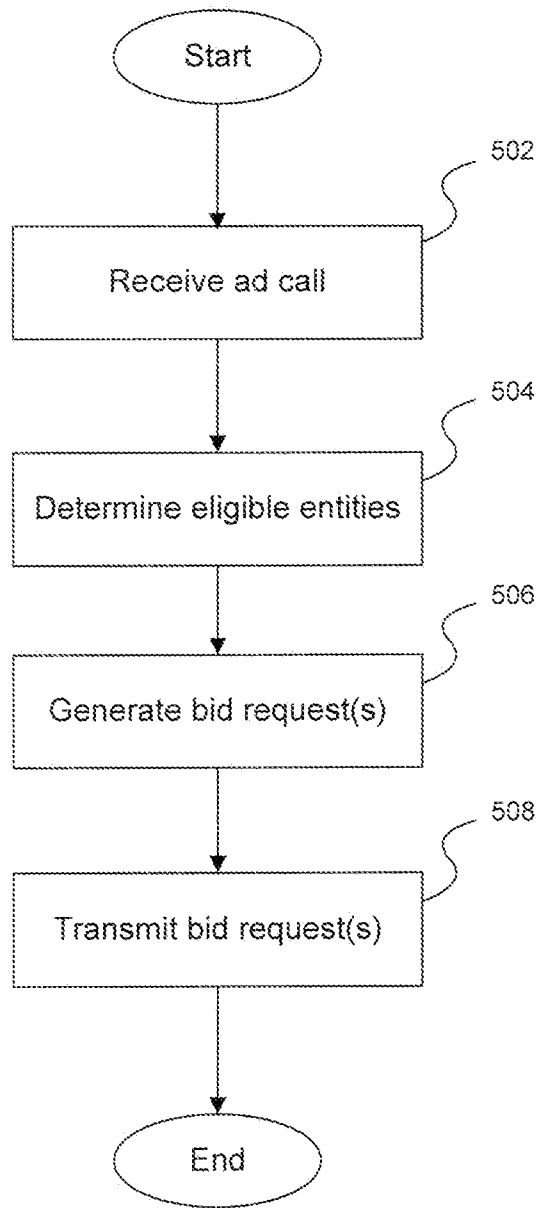 Start
502
Receive ad call
504
Determine eligible entities
506
Generate bid request(s)
508
Transmit bid request(s)
End